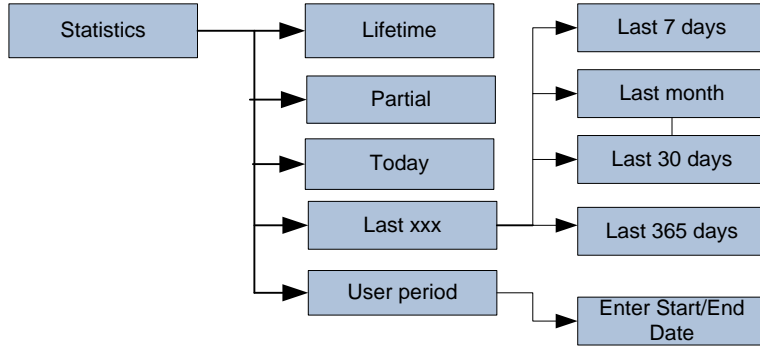 Statistics
Lifetime
Partial
Today
Last xxx
User period
Last 7 days
Last month
Last 30 days
Last 365 days
Enter Start/End
Date